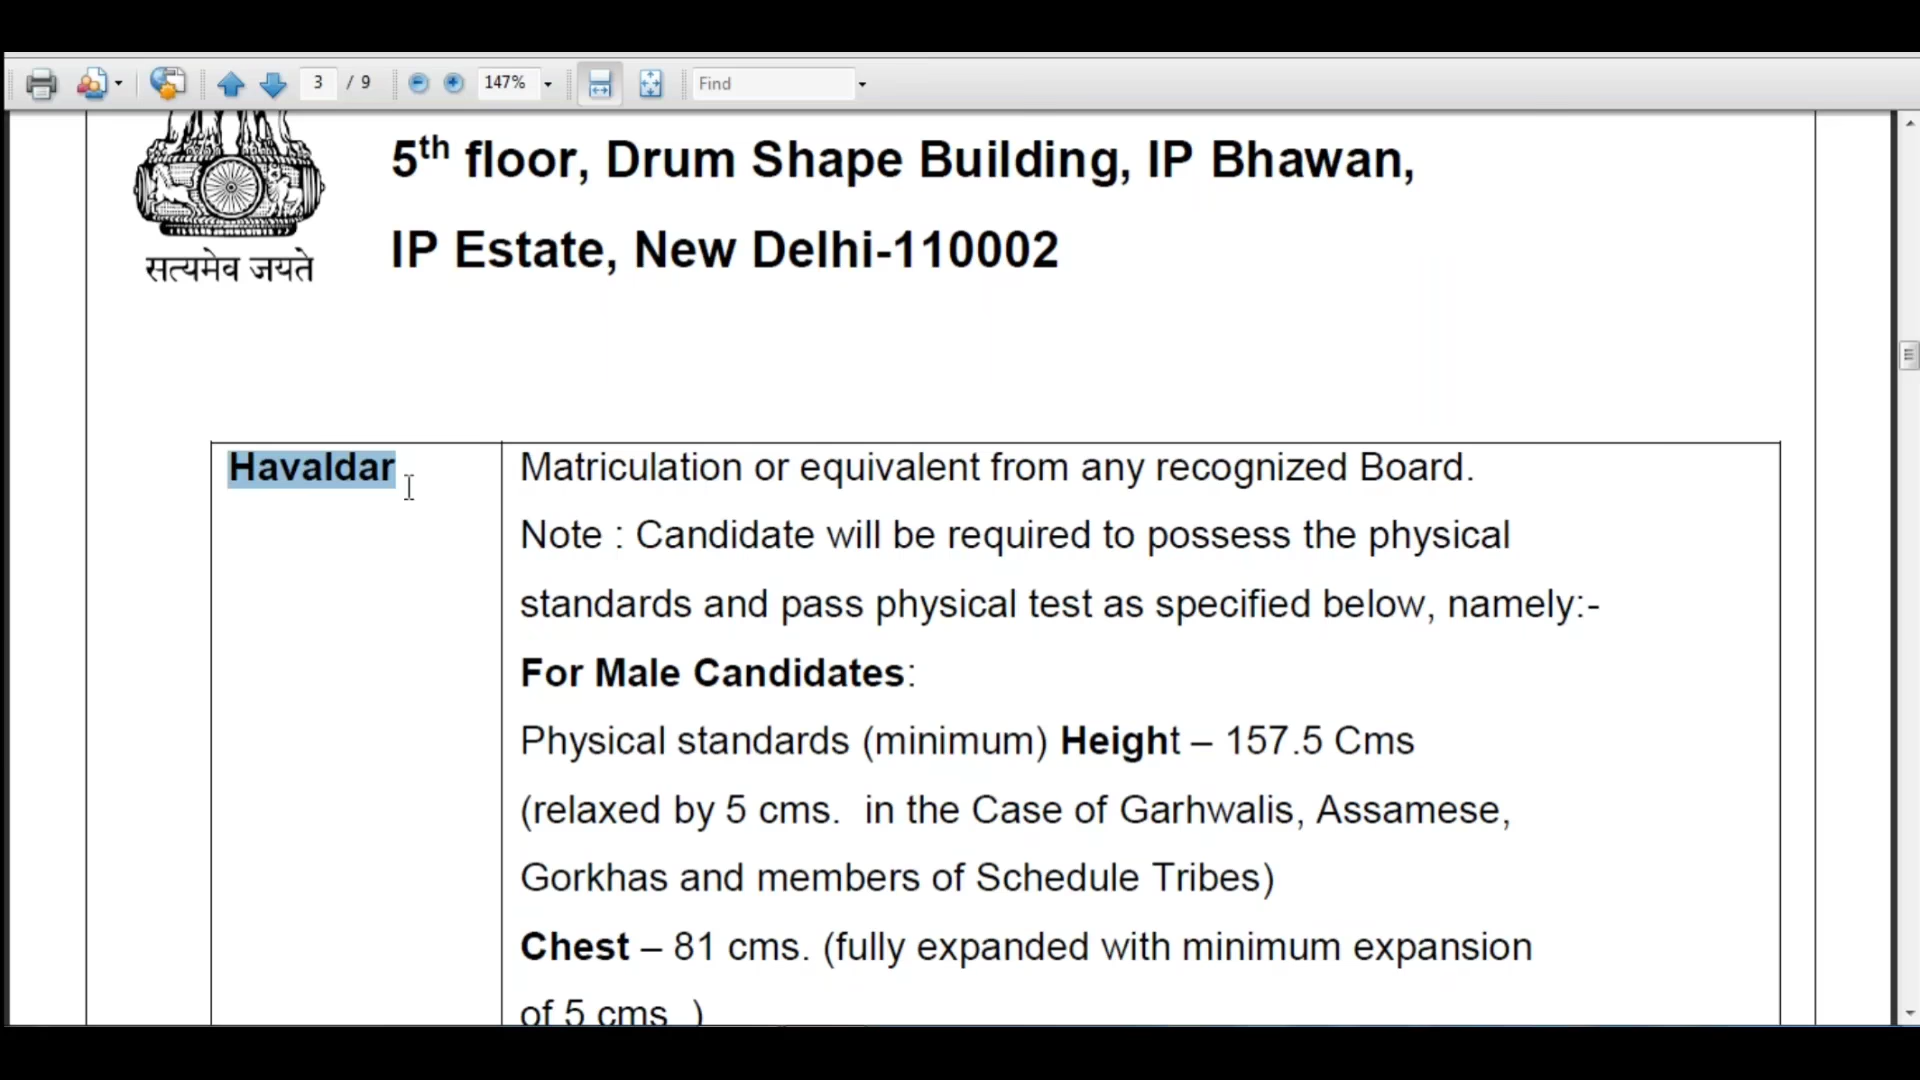 3 / 9
147%
Find
सत्यमेव जयते
5th floor, Drum Shape Building, IP Bhawan,
IP Estate, New Delhi-110002
Havaldar
Matriculation or equivalent from any recognized Board.
Note : Candidate will be required to possess the physical
standards and pass physical test as specified below, namely:-
For Male Candidates:
Physical standards (minimum) Height – 157.5 Cms
(relaxed by 5 cms. in the Case of Garhwalis, Assamese,
Gorkhas and members of Schedule Tribes)
Chest – 81 cms. (fully expanded with minimum expansion
of 5 cms )